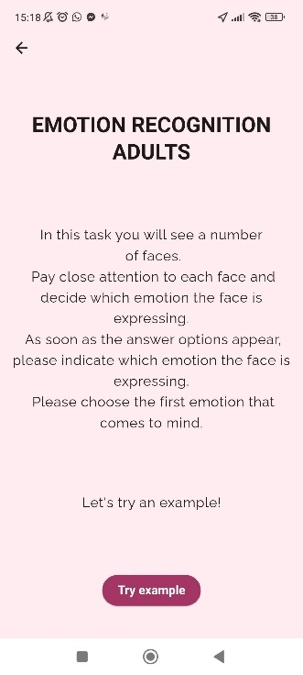 15:18
38
EMOTION RECOGNITION
ADULTS
In this task you will see a number
of faces.
Pay close attention to each face and
decide which emotion the face is
expressing.
As soon as the answer options appear,
please indicate which emotion the face is
expressing.
Please choose the first emotion that
comes to mind.
Let's try an example!
Try example